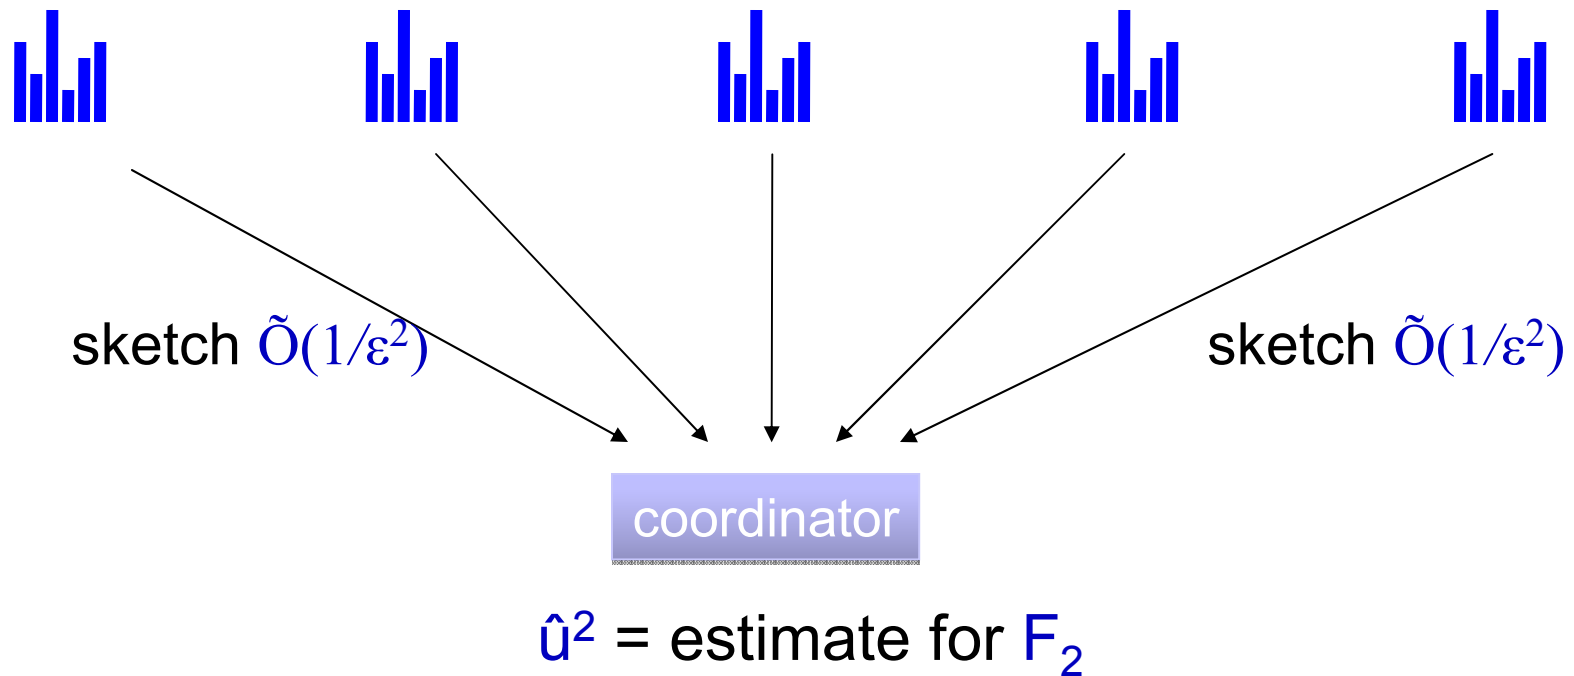 sketch Õ(1/ε²)
sketch Õ(1/ε²)
coordinator
û² = estimate for F₂